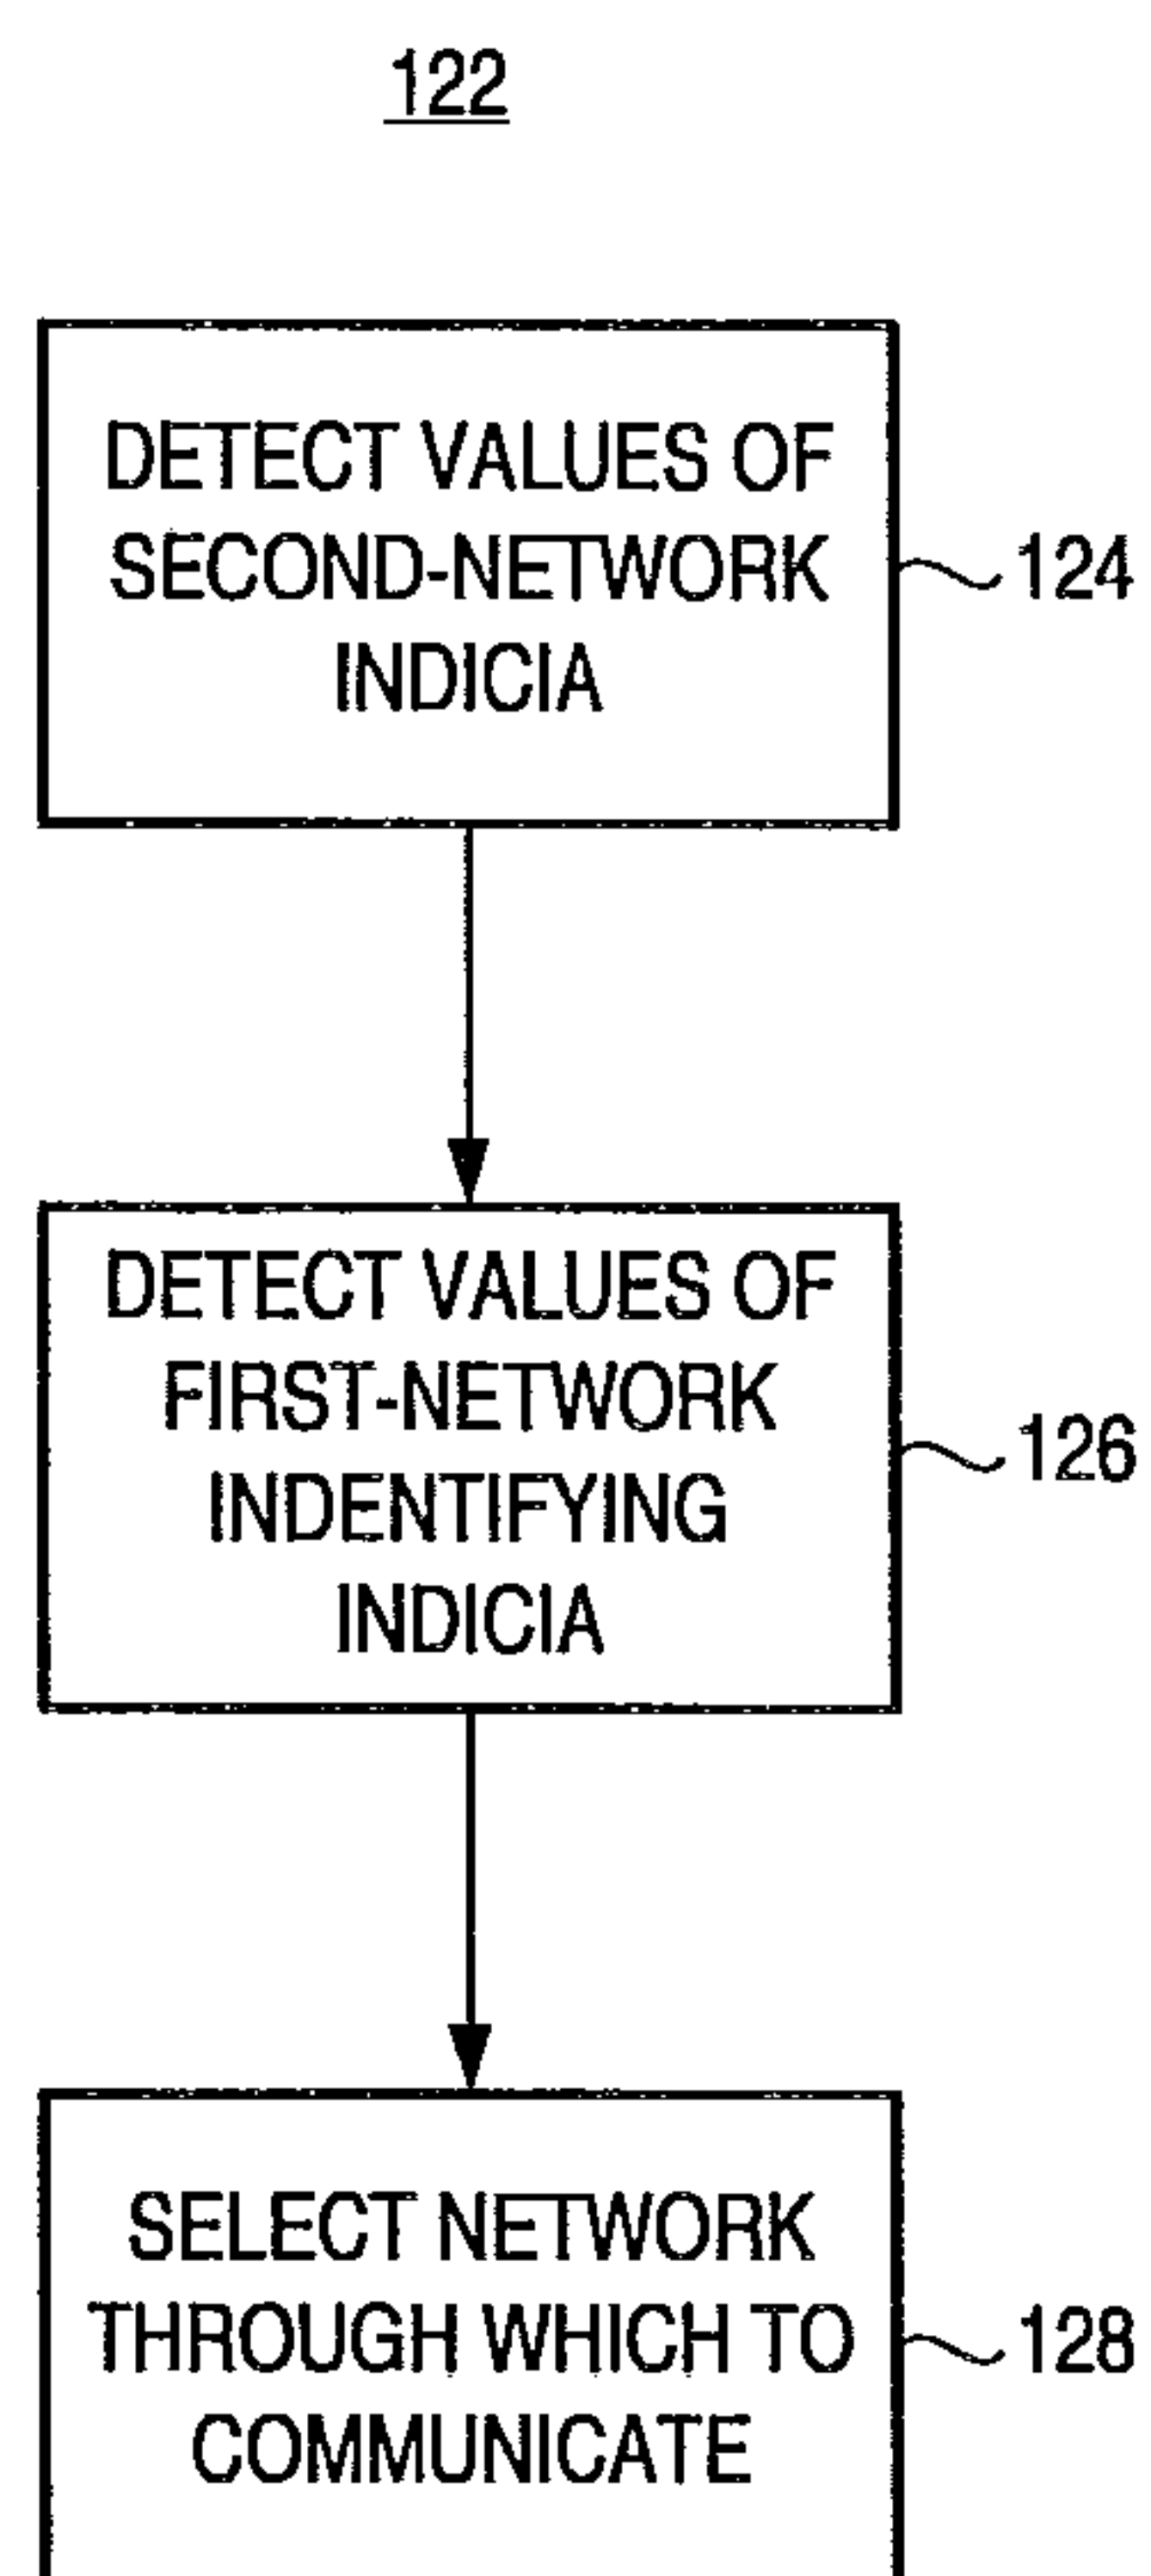 122
DETECT VALUES OF
SECOND-NETWORK
INDICIA
124
DETECT VALUES OF
FIRST-NETWORK
INDENTIFYING
INDICIA
126
SELECT NETWORK
THROUGH WHICH TO
COMMUNICATE
128